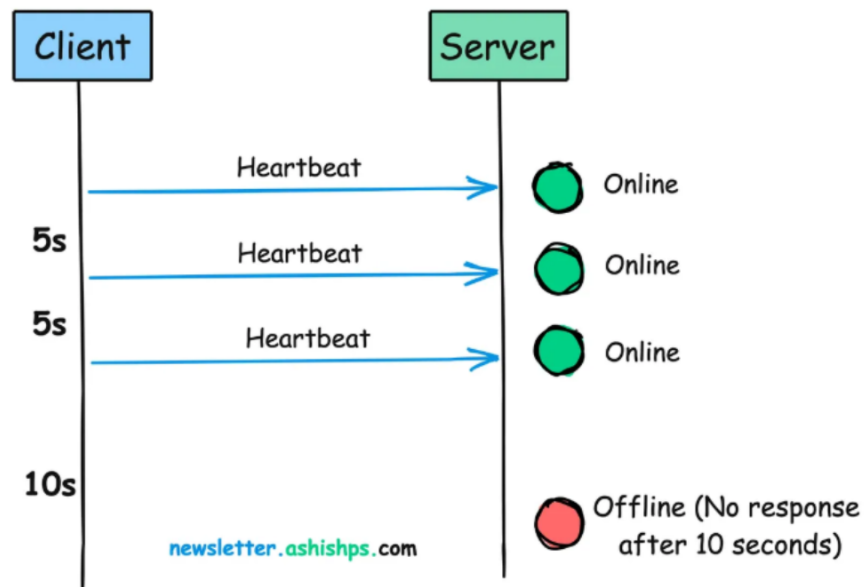 Client
Server
Heartbeat
Online
5s
Heartbeat
Online
5s
Heartbeat
Online
10s
Offline (No response
after 10 seconds)
newsletter.ashishps.com